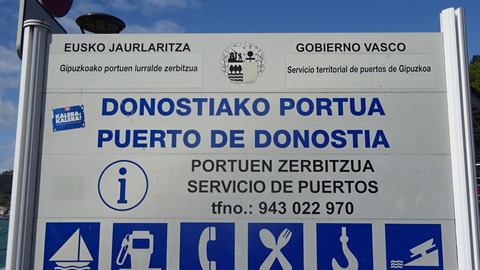 EUSKO JAURLARITZA
GOBIERNO VASCO
Gipuzkoako portuen lurralde zerbitzua
Servicio territorial de puertos de Gipuzkoa
DONOSTIAKO PORTUA
KALERA, KALERA!
PUERTO DE DONOSTIA
i
PORTUEN ZERBITZUA
SERVICIO DE PUERTOS
tfno.: 943 022 970